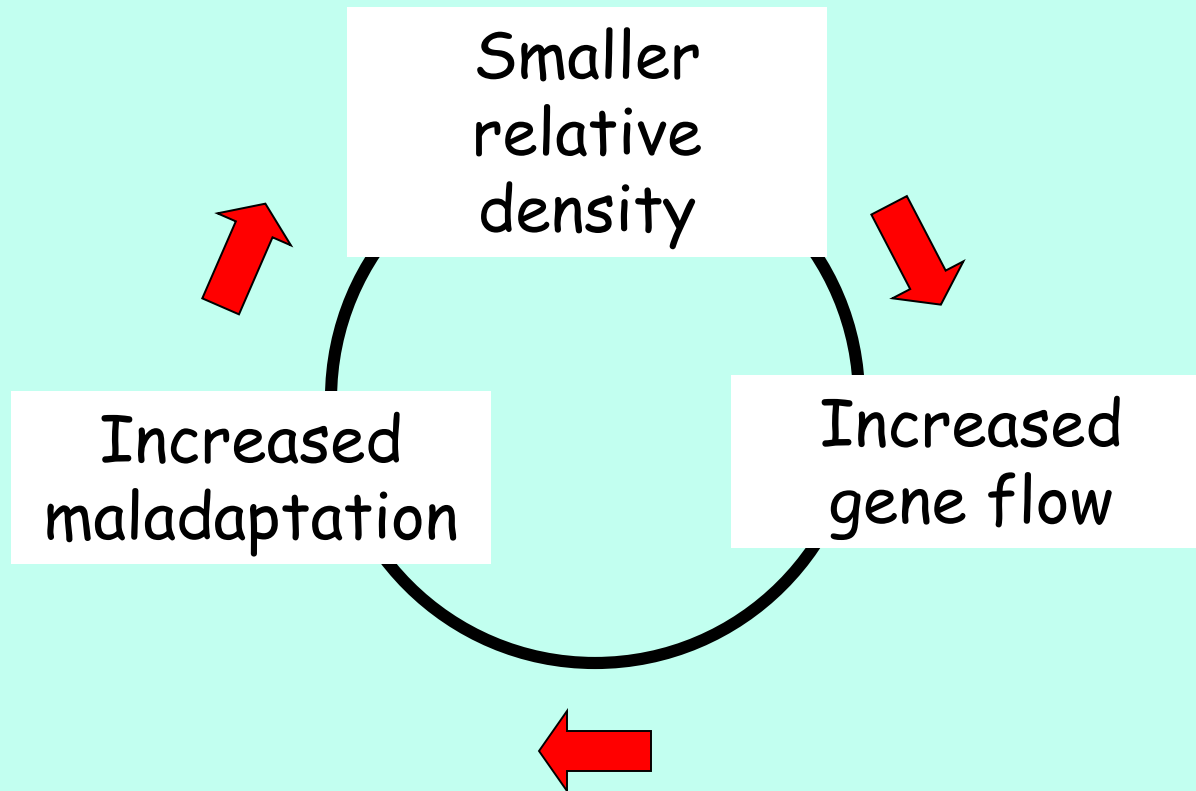 Smaller
relative
density
Increased
gene flow
Increased
maladaptation